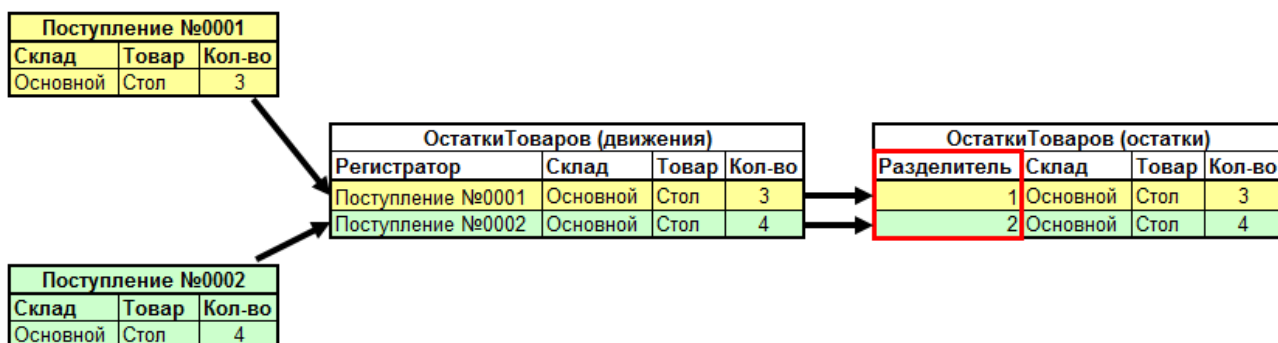 Поступление №0001
Склад Товар Кол-во
Основной Стол 3
ОстаткиТоваров (движения)
Регистратор Склад Товар Кол-во
Поступление №0001 Основной Стол 3
Поступление №0002 Основной Стол 4
ОстаткиТоваров (остатки)
Разделитель Склад Товар Кол-во
1 Основной Стол 3
2 Основной Стол 4
Поступление №0002
Склад Товар Кол-во
Основной Стол 4